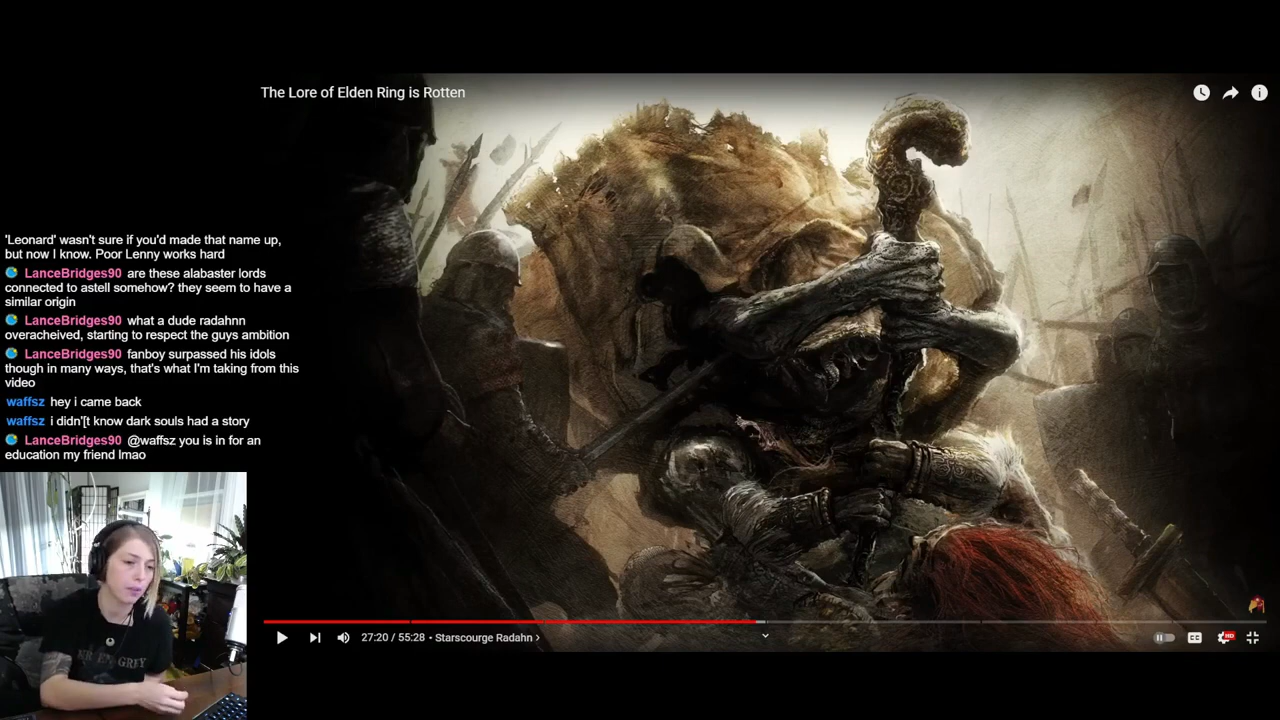 The Lore of Elden Ring is Rotten
'Leonard' wasn't sure if you'd made that name up,
but now I know. Poor Lenny works hard
LanceBridges90 are these alabaster lords
connected to astell somehow? they seem to have a
similar origin
LanceBridges90 what a dude radahnn
overacheived, starting to respect the guys ambition
LanceBridges90 fanboy surpassed his idols
though in many ways, that's what I'm taking from this
video
waffsz hey i came back
waffsz i didn'[t know dark souls had a story
LanceBridges90 @waffsz you is in for an
education my friend lmao
27:20 / 55:28 • Starscourge Radahn ›
CC
HD